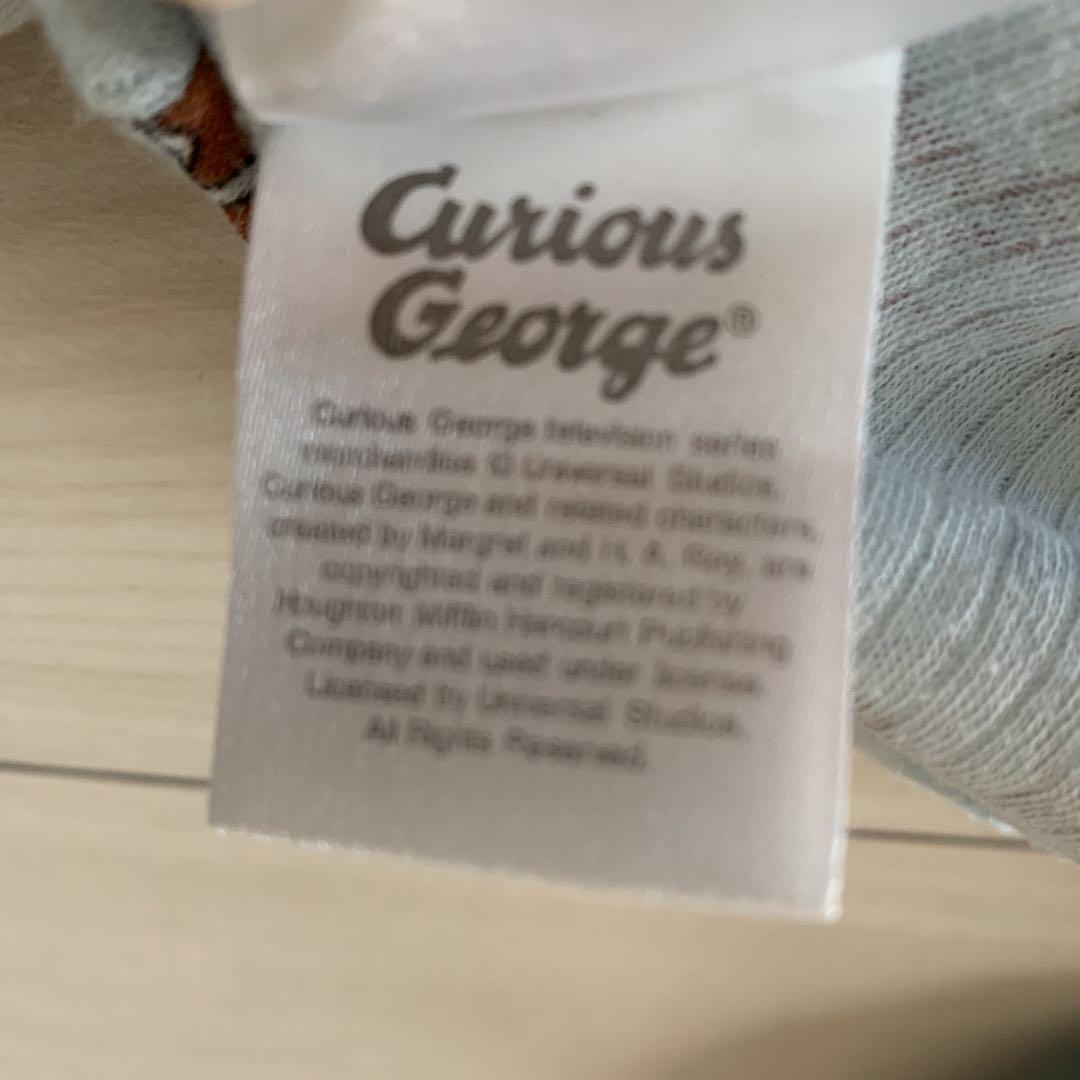 Curious
George®
Curious George television series
merchandise © Universal Studios.
Curious George and related characters,
created by Margret and H. A. Rey, are
copyrighted and registered by
Houghton Mifflin Harcourt Publishing
Company and used under license.
Licensed by Universal Studios.
All Rights Reserved.